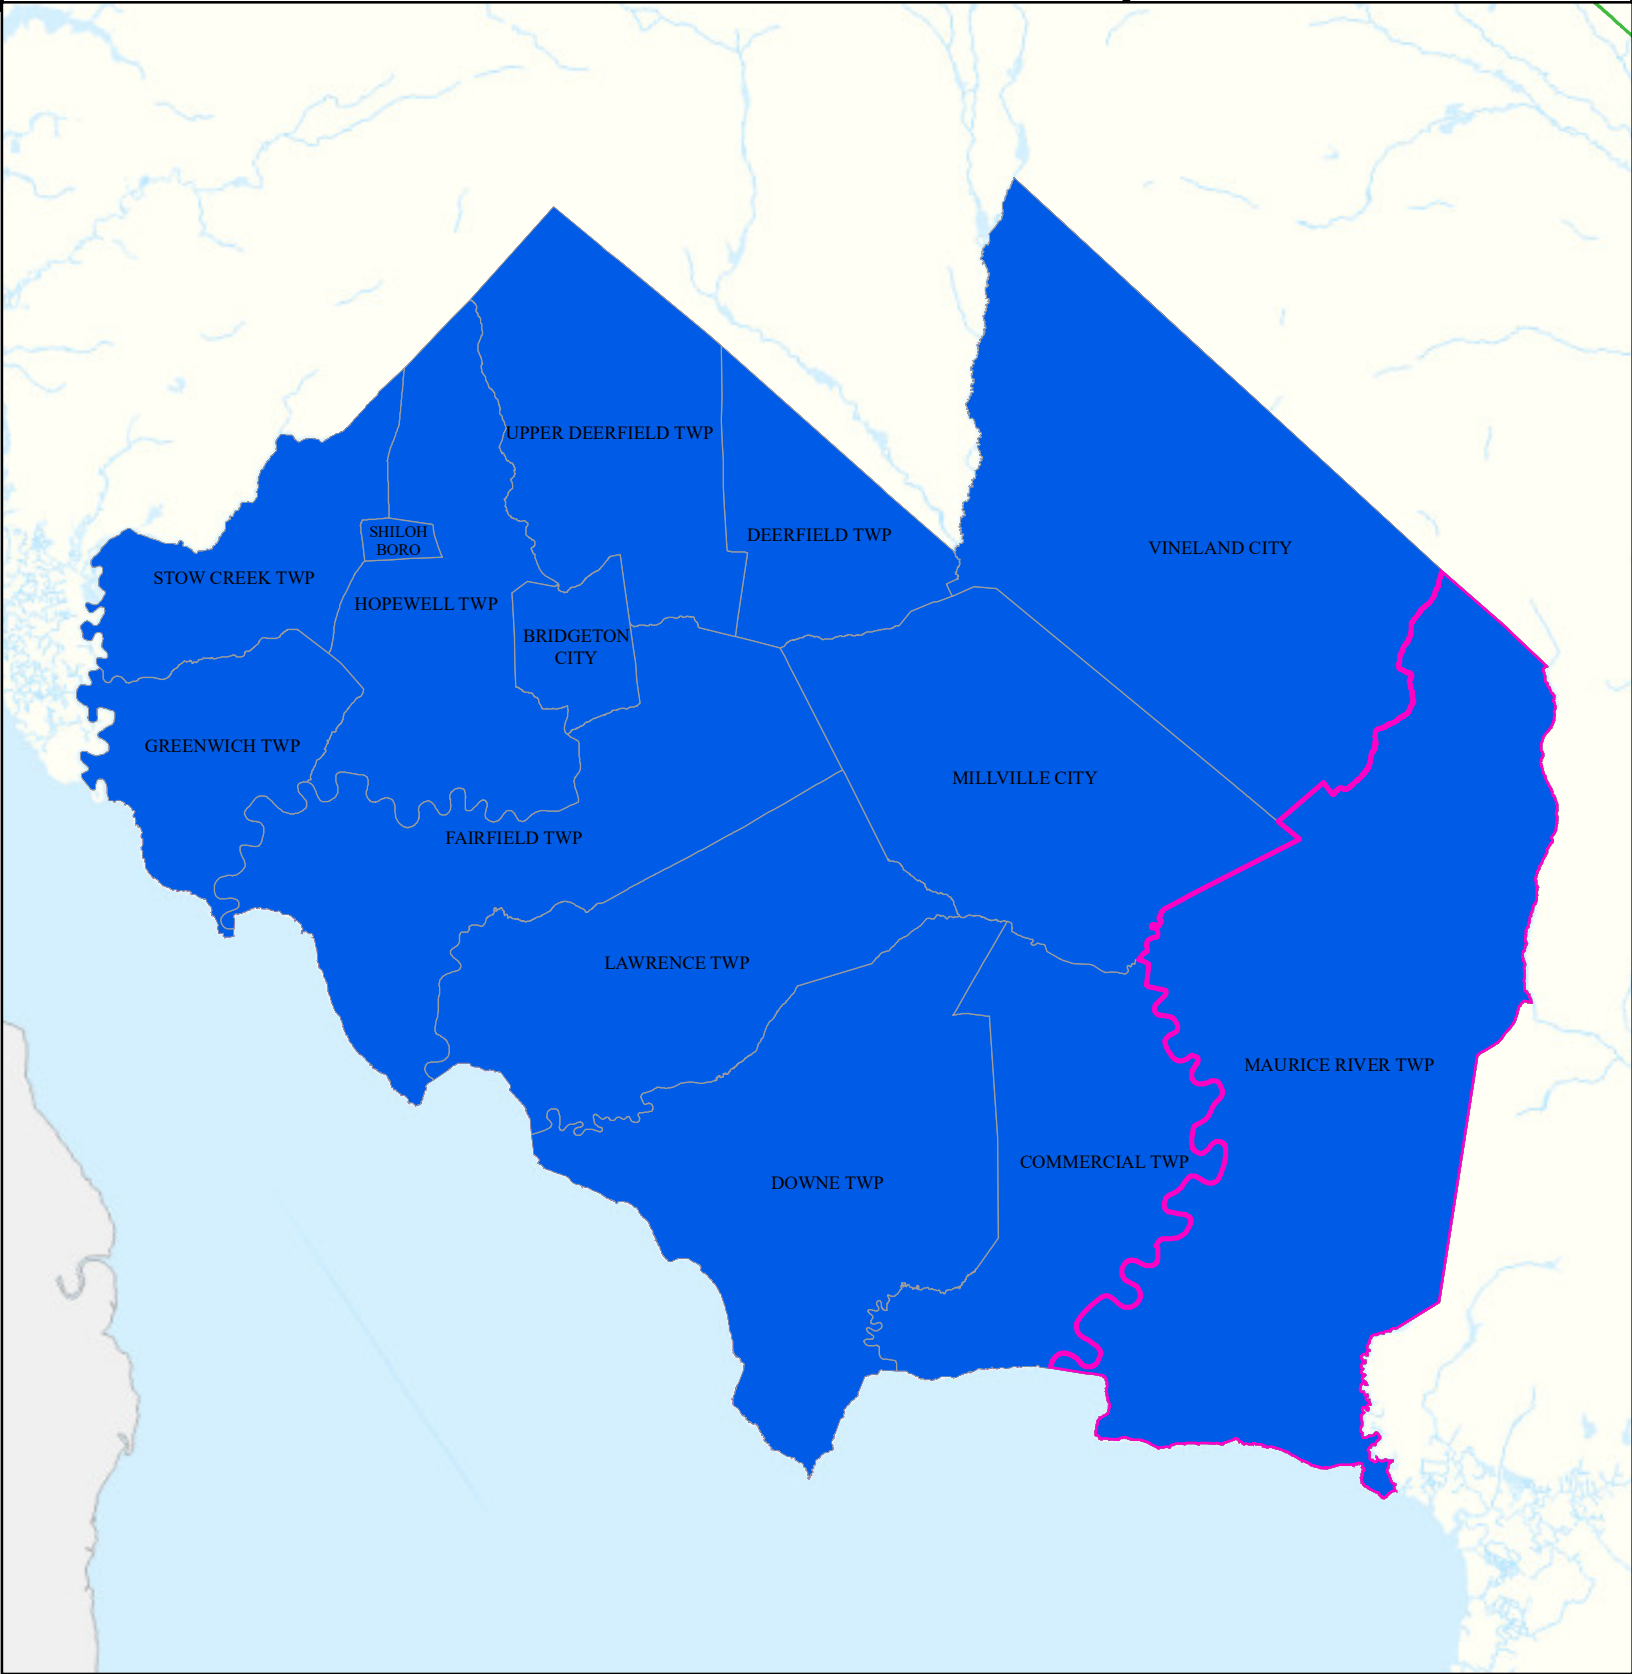 UPPER DEERFIELD TWP
SHILOH
BORO
DEERFIELD TWP
VINELAND CITY
STOW CREEK TWP
HOPEWELL TWP
BRIDGETON
CITY
GREENWICH TWP
MILLVILLE CITY
FAIRFIELD TWP
LAWRENCE TWP
MAURICE RIVER TWP
COMMERCIAL TWP
DOWNE TWP